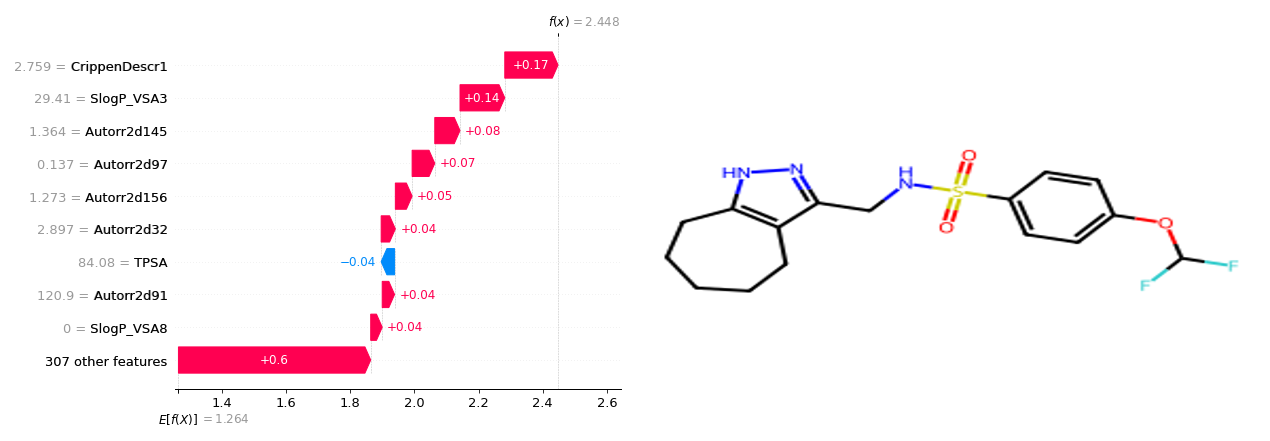 f(x) = 2.448
2.759 = CrippenDescr1
+0.17
29.41 = SlogP_VSA3
+0.14
1.364 = Autorr2d145
+0.08
0.137 = Autorr2d97
+0.07
1.273 = Autorr2d156
+0.05
2.897 = Autorr2d32
+0.04
84.08 = TPSA
−0.04
120.9 = Autorr2d91
+0.04
0 = SlogP_VSA8
+0.04
307 other features
+0.6
1.4 1.6 1.8 2.0 2.2 2.4 2.6
E[f(X)] = 1.264
O
HN N H
N S
O O
F
F